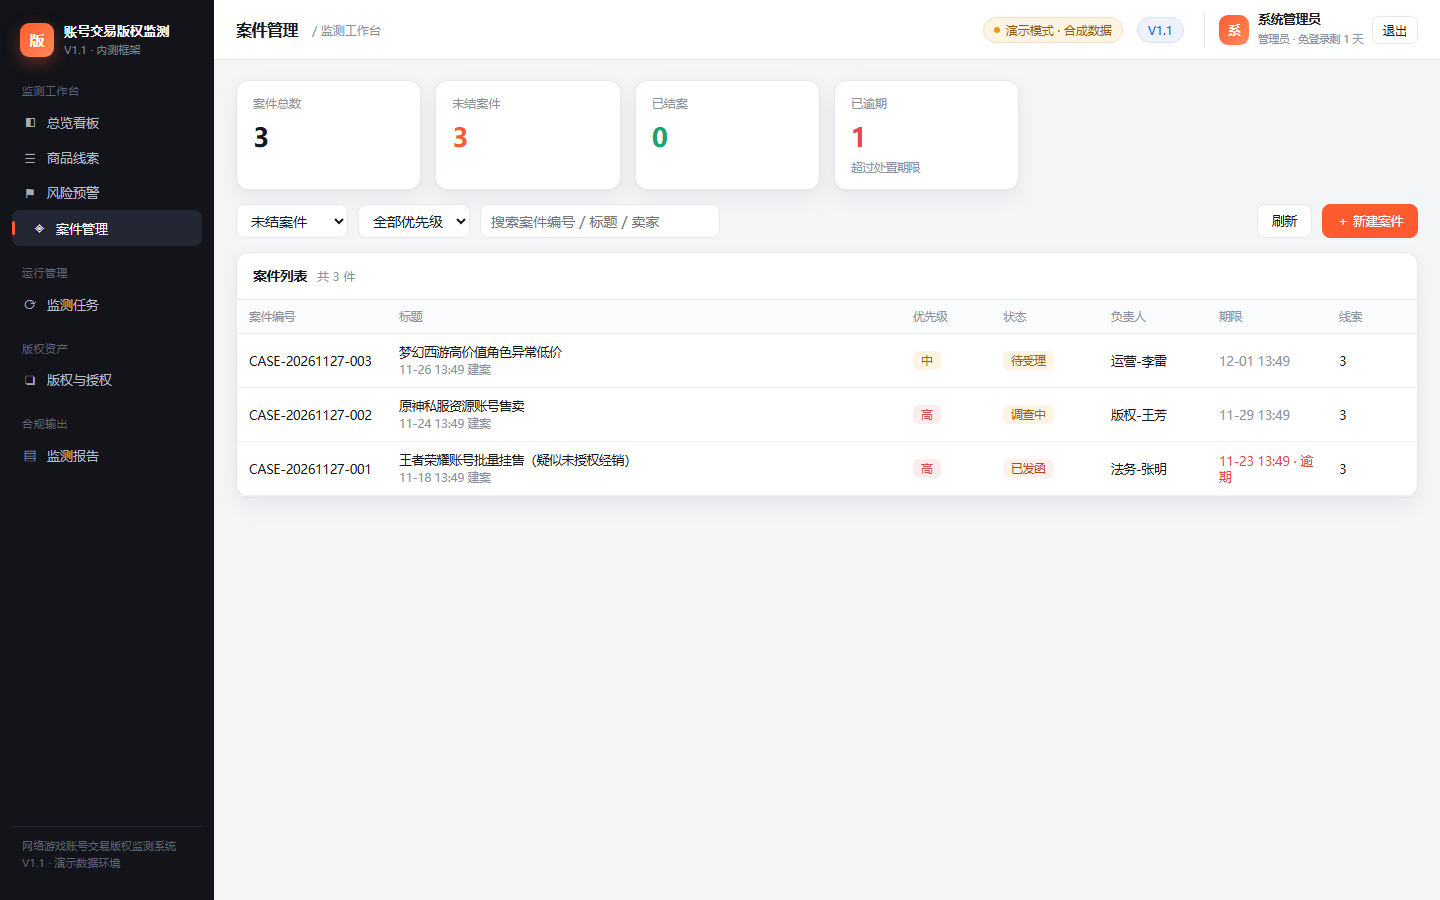 版
账号交易版权监测
V1.1 · 内测框架
监测工作台
总览看板
商品线索
风险预警
案件管理
运行管理
监测任务
版权资产
版权与授权
合规输出
监测报告
网络游戏账号交易版权监测系统
V1.1 · 演示数据环境
案件管理 / 监测工作台
演示模式 · 合成数据
V1.1
系
系统管理员
管理员 · 免登录剩 1 天
退出
案件总数
3
未结案件
3
已结案
0
已逾期
1
超过处置期限
未结案件
全部优先级
搜索案件编号 / 标题 / 卖家
刷新
+ 新建案件
案件列表 共 3 件
案件编号 标题 优先级 状态 负责人 期限 线索
CASE-20261127-003 梦幻西游高价值角色异常低价 中 待受理 运营-李雷 12-01 13:49 3
11-26 13:49 建案
CASE-20261127-002 原神私服资源账号售卖 高 调查中 版权-王芳 11-29 13:49 3
11-24 13:49 建案
CASE-20261127-001 王者荣耀账号批量挂售（疑似未授权经销） 高 已发函 法务-张明 11-23 13:49 · 逾期 3
11-18 13:49 建案